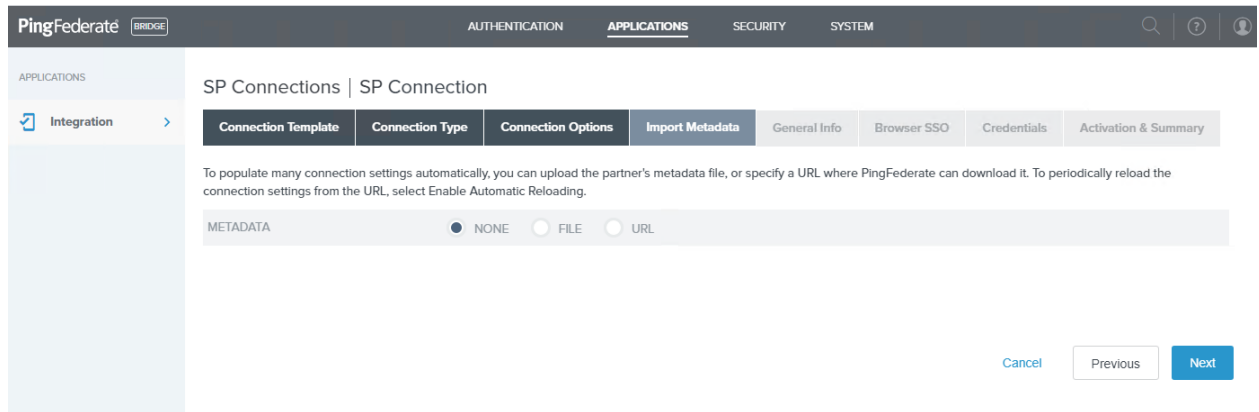 PingFederate BRIDGE AUTHENTICATION APPLICATIONS SECURITY SYSTEM
APPLICATIONS
Integration
SP Connections | SP Connection
Connection Template Connection Type Connection Options Import Metadata General Info Browser SSO Credentials Activation & Summary
To populate many connection settings automatically, you can upload the partner's metadata file, or specify a URL where PingFederate can download it. To periodically reload the
connection settings from the URL, select Enable Automatic Reloading.
METADATA NONE FILE URL
Cancel Previous Next